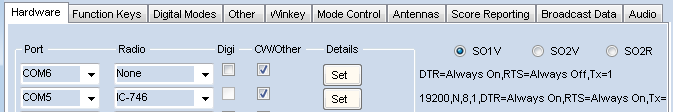 Hardware Function Keys Digital Modes Other Winkey Mode Control Antennas Score Reporting Broadcast Data Audio
Port Radio Digi CW/Other Details SO1V SO2V SO2R
COM6 None Set DTR=Always On,RTS=Always Off,Tx=1
COM5 IC-746 Set 19200,N,8,1,DTR=Always On,RTS=Always On,Tx=